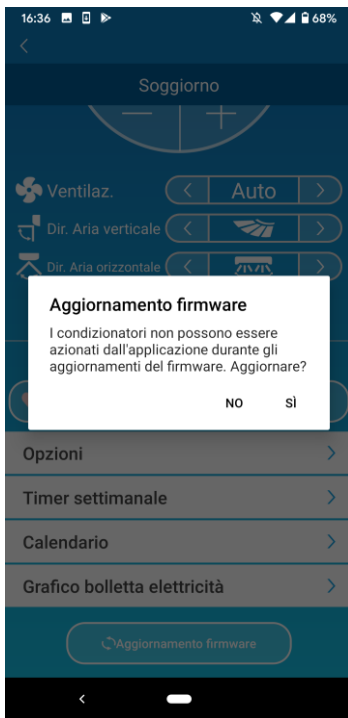 16:36 68%
Soggiorno
Ventilaz. Auto
Dir. Aria verticale
Dir. Aria orizzontale
Aggiornamento firmware
I condizionatori non possono essere
azionati dall'applicazione durante gli
aggiornamenti del firmware. Aggiornare?
NO SÌ
Opzioni
Timer settimanale
Calendario
Grafico bolletta elettricità
Aggiornamento firmware